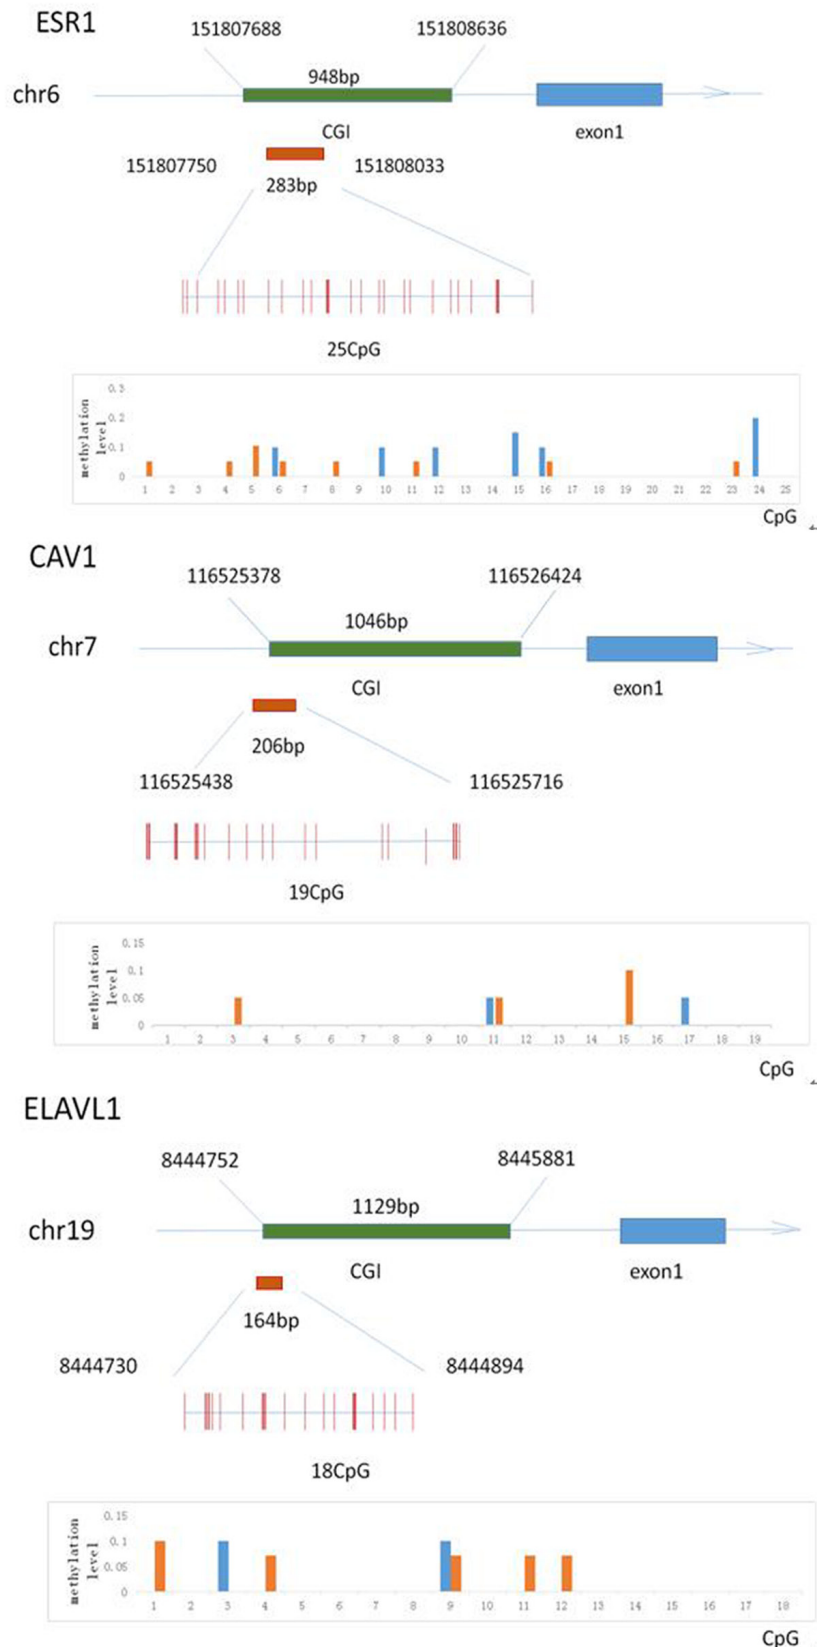 ESR1
151807688 151808636
948bp
chr6
CGI exon1
151807750 151808033
283bp
25CpG
methylation level
0.3
0.2
0.1
0
1 2 3 4 5 6 7 8 9 10 11 12 13 14 15 16 17 18 19 20 21 22 23 24 25
CpG
CAV1
116525378 116526424
1046bp
chr7
CGI exon1
206bp
116525438 116525716
19CpG
methylation level
0.15
0.1
0.05
0
1 2 3 4 5 6 7 8 9 10 11 12 13 14 15 16 17 18 19
CpG
ELAVL1
8444752 8445881
1129bp
chr19
CGI exon1
164bp
8444730 8444894
18CpG
methylation level
0.15
0.1
0.05
0
1 2 3 4 5 6 7 8 9 10 11 12 13 14 15 16 17 18
CpG